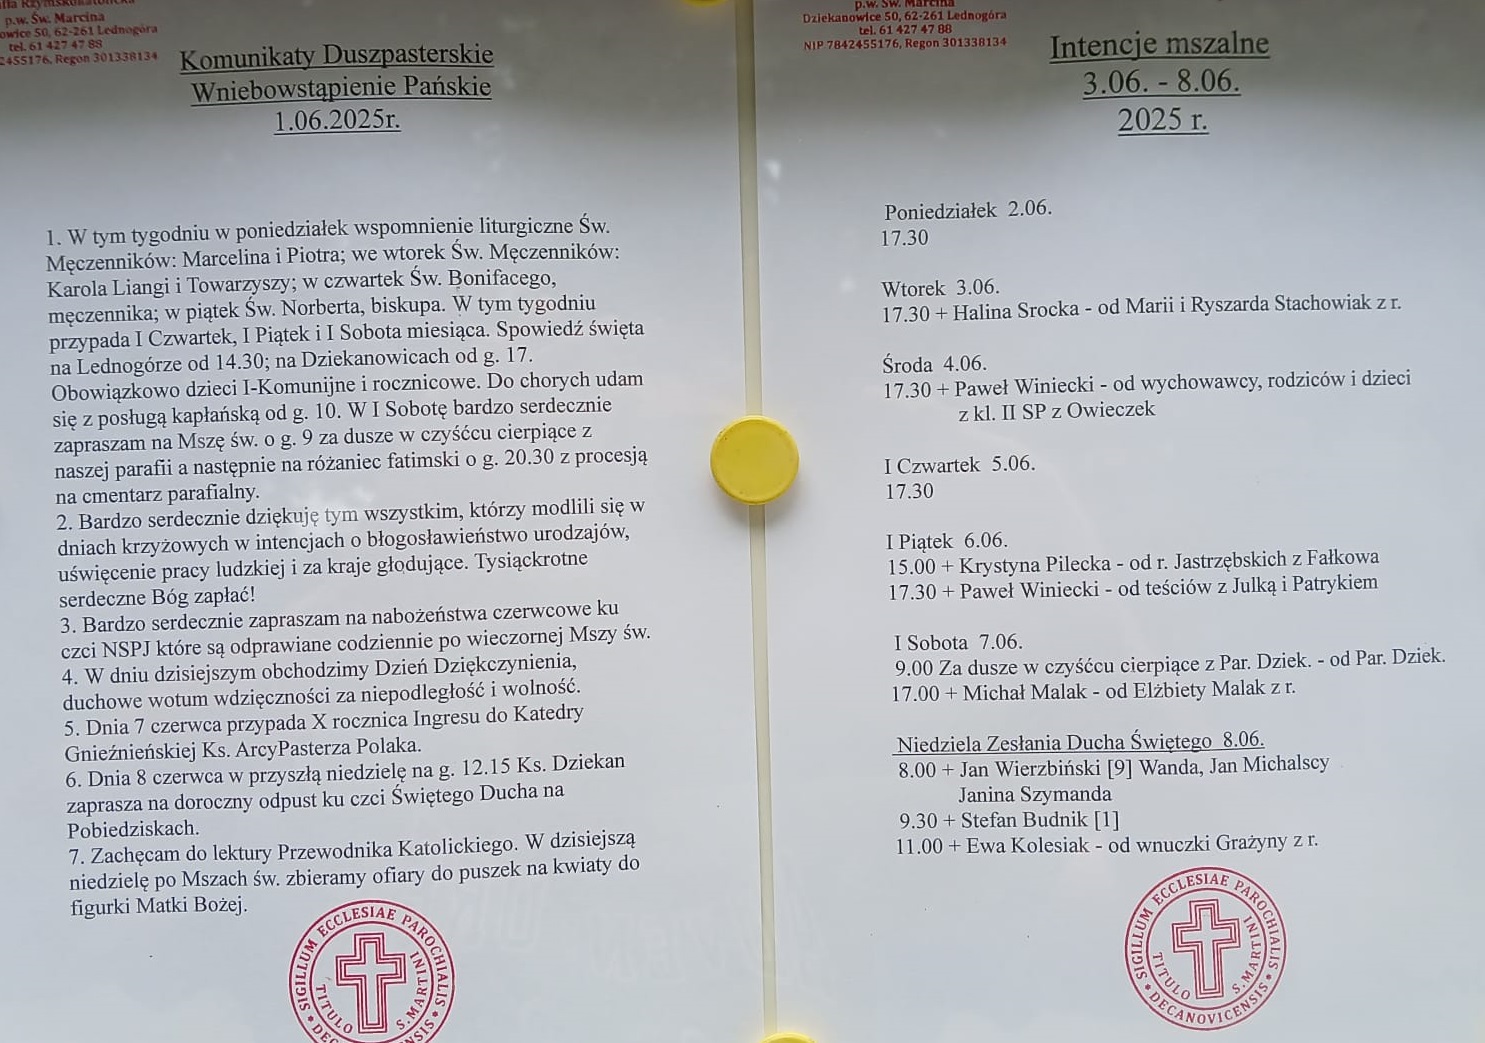 p.w. Św. Marcina
owice 50, 62-261 Lednogóra
tel. 61 427 47 88
2455176, Regon 301338134
Komunikaty Duszpasterskie
Wniebowstąpienie Pańskie
1.06.2025r.
1. W tym tygodniu w poniedziałek wspomnienie liturgiczne Św.
Męczenników: Marcelina i Piotra; we wtorek Św. Męczenników:
Karola Liangi i Towarzyszy; w czwartek Św. Bonifacego,
męczennika; w piątek Św. Norberta, biskupa. W tym tygodniu
przypada I Czwartek, I Piątek i I Sobota miesiąca. Spowiedź święta
na Lednogórze od 14.30; na Dziekanowicach od g. 17.
Obowiązkowo dzieci I-Komunijne i rocznicowe. Do chorych udam
się z posługą kapłańską od g. 10. W I Sobotę bardzo serdecznie
zapraszam na Mszę św. o g. 9 za dusze w czyśćcu cierpiące z
naszej parafii a następnie na różaniec fatimski o g. 20.30 z procesją
na cmentarz parafialny.
2. Bardzo serdecznie dziękuję tym wszystkim, którzy modlili się w
dniach krzyżowych w intencjach o błogosławieństwo urodzajów,
uświęcenie pracy ludzkiej i za kraje głodujące. Tysiąckrotne
serdeczne Bóg zapłać!
3. Bardzo serdecznie zapraszam na nabożeństwa czerwcowe ku
czci NSPJ które są odprawiane codziennie po wieczornej Mszy św.
4. W dniu dzisiejszym obchodzimy Dzień Dziękczynienia,
duchowe wotum wdzięczności za niepodległość i wolność.
5. Dnia 7 czerwca przypada X rocznica Ingresu do Katedry
Gnieźnieńskiej Ks. ArcyPasterza Polaka.
6. Dnia 8 czerwca w przyszłą niedzielę na g. 12.15 Ks. Dziekan
zaprasza na doroczny odpust ku czci Świętego Ducha na
Pobiedziskach.
7. Zachęcam do lektury Przewodnika Katolickiego. W dzisiejszą
niedzielę po Mszach św. zbieramy ofiary do puszek na kwiaty do
figurki Matki Bożej.
SIGILLUM ECCLESIAE PAROCHIALIS
TITULO S. MARTINI
p.w. Św. Marcina
Dziekanowice 50, 62-261 Lednogóra
tel. 61 427 47 88
NIP 7842455176, Regon 301338134
Intencje mszalne
3.06. - 8.06.
2025 r.
Poniedziałek 2.06.
17.30
Wtorek 3.06.
17.30 + Halina Srocka - od Marii i Ryszarda Stachowiak z r.
Środa 4.06.
17.30 + Paweł Winiecki - od wychowawcy, rodziców i dzieci
z kl. II SP z Owieczek
I Czwartek 5.06.
17.30
I Piątek 6.06.
15.00 + Krystyna Pilecka - od r. Jastrzębskich z Fałkowa
17.30 + Paweł Winiecki - od teściów z Julką i Patrykiem
I Sobota 7.06.
9.00 Za dusze w czyśćcu cierpiące z Par. Dziek. - od Par. Dziek.
17.00 + Michał Malak - od Elżbiety Malak z r.
Niedziela Zesłania Ducha Świętego 8.06.
8.00 + Jan Wierzbiński [9] Wanda, Jan Michalscy
Janina Szymanda
9.30 + Stefan Budnik [1]
11.00 + Ewa Kolesiak - od wnuczki Grażyny z r.
SIGILLUM ECCLESIAE PAROCHIALIS
DECANOVICENSIS
TITULO S. MARTINI